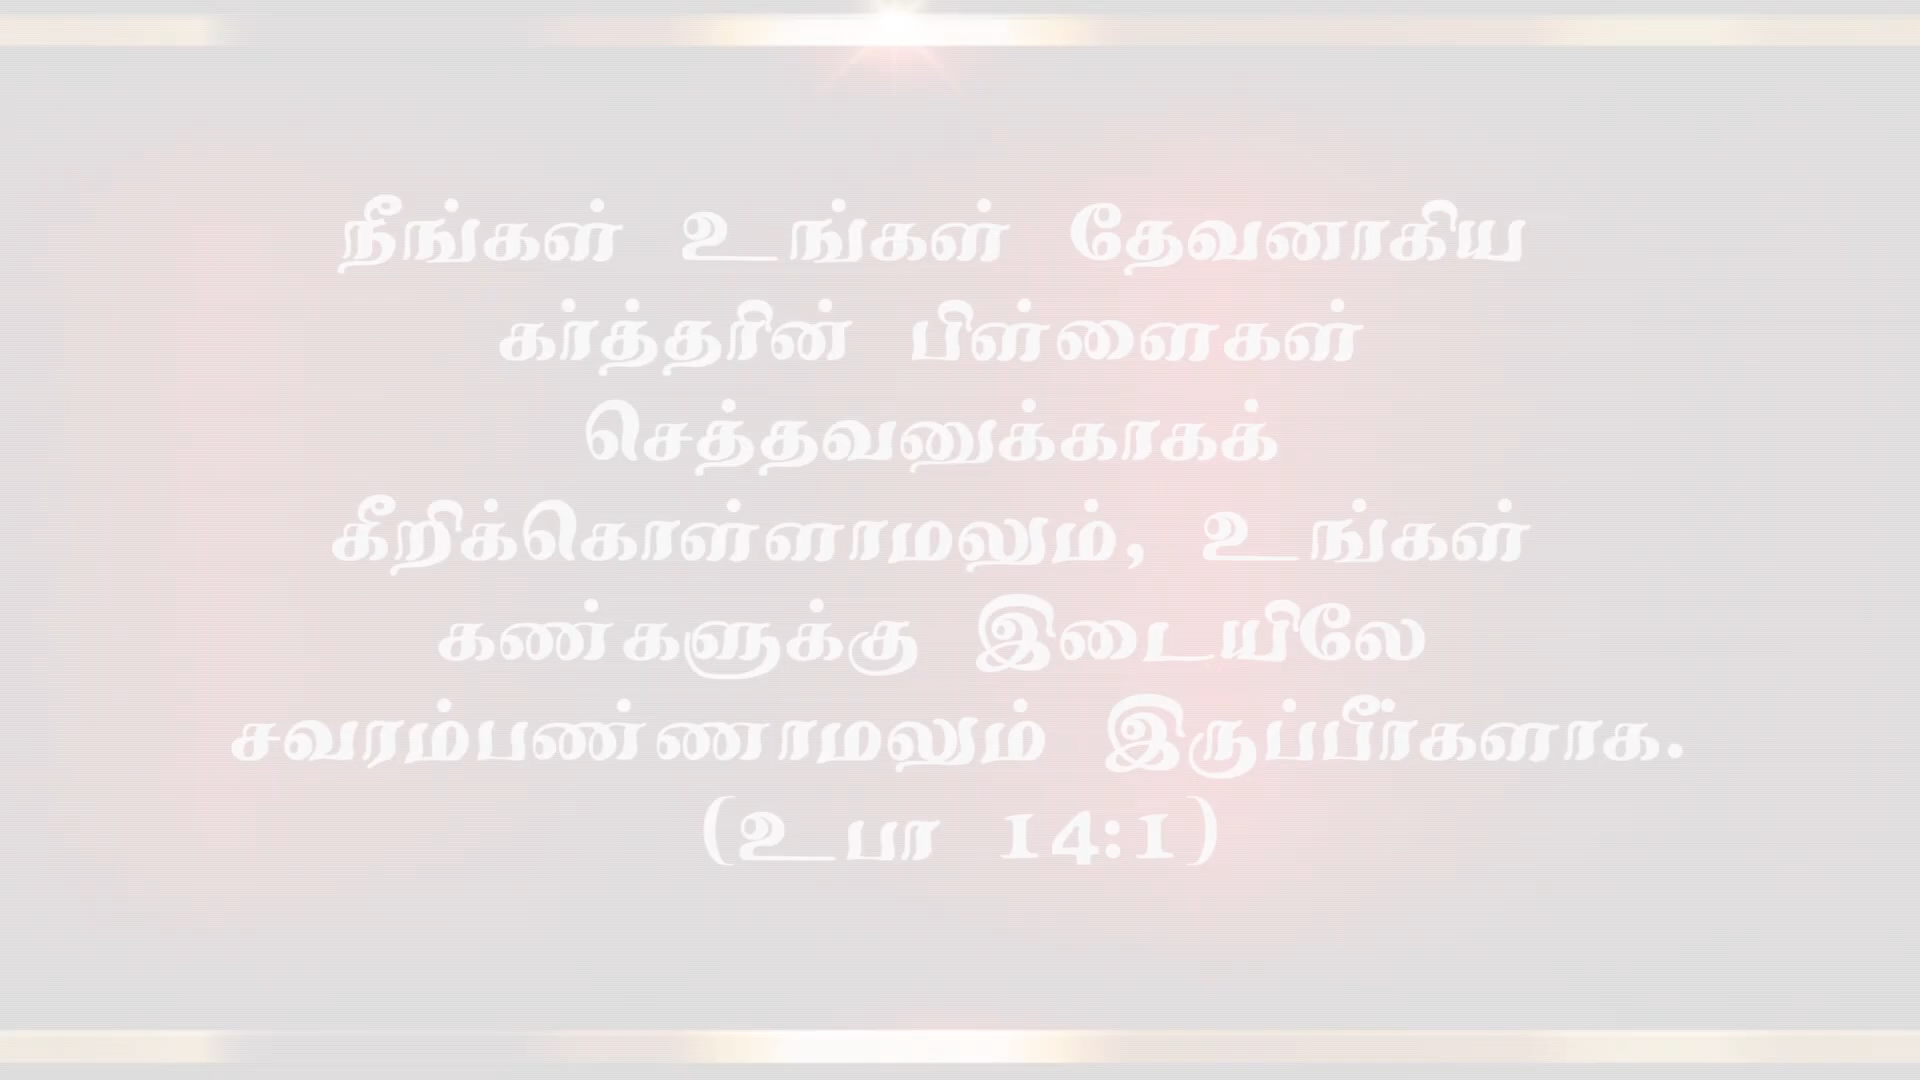 நீங்கள் உங்கள் தேவனாகிய
கர்த்தரின் பிள்ளைகள்
செத்தவனுக்காகக்
கீறிக்கொள்ளாமலும், உங்கள்
கண்களுக்கு இடையிலே
சவரம்பண்ணாமலும் இருப்பீர்களாக.
(உபா 14:1)